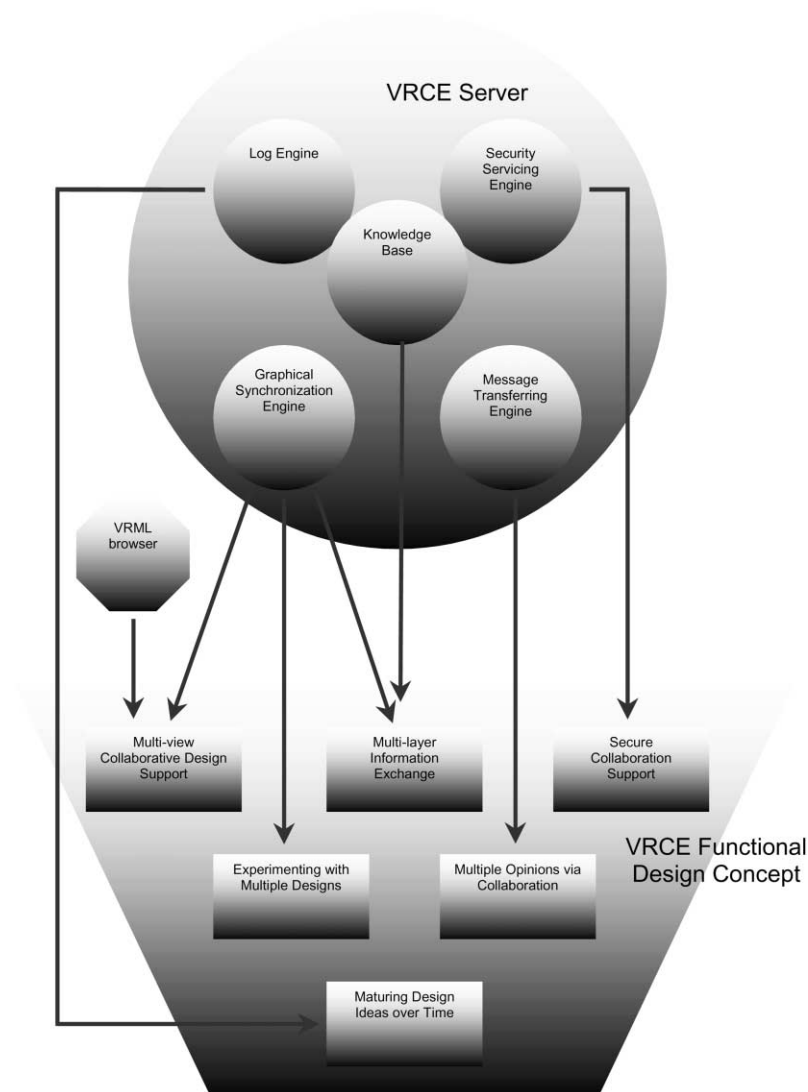 VRCE Server
Log Engine
Security
Servicing
Engine
Knowledge
Base
Graphical
Synchronization
Engine
Message
Transferring
Engine
VRML
browser
Multi-view
Collaborative Design
Support
Multi-layer
Information
Exchange
Secure
Collaboration
Support
VRCE Functional
Design Concept
Experimenting with
Multiple Designs
Multiple Opinions via
Collaboration
Maturing Design
Ideas over Time